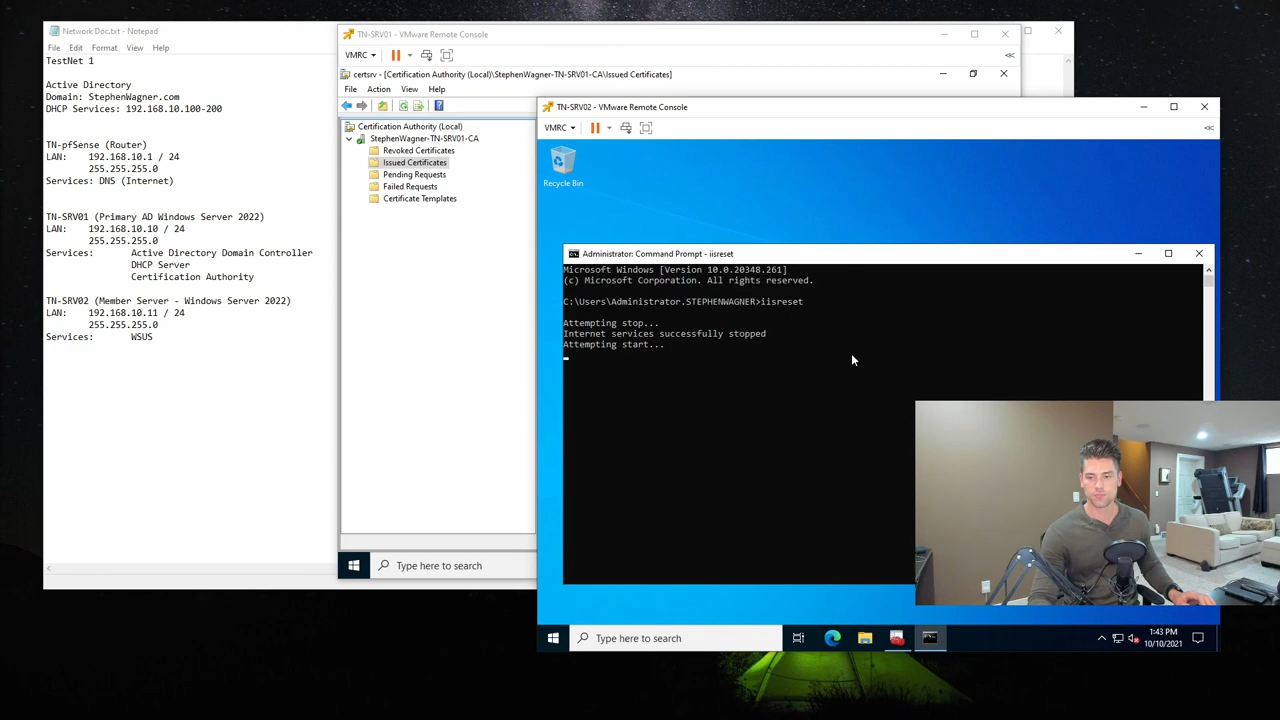 Network Doc.txt - Notepad
File Edit Format View Help
TestNet 1
Active Directory
Domain: StephenWagner.com
DHCP Services: 192.168.10.100-200
TN-pfSense (Router)
LAN: 192.168.10.1 / 24
255.255.255.0
Services: DNS (Internet)
TN-SRV01 (Primary AD Windows Server 2022)
LAN: 192.168.10.10 / 24
255.255.255.0
Services: Active Directory Domain Controller
DHCP Server
Certification Authority
TN-SRV02 (Member Server - Windows Server 2022)
LAN: 192.168.10.11 / 24
255.255.255.0
Services: WSUS
TN-SRV01 - VMware Remote Console
VMRC
certsrv - [Certification Authority (Local)\StephenWagner-TN-SRV01-CA\Issued Certificates]
File Action View Help
Certification Authority (Local)
StephenWagner-TN-SRV01-CA
Revoked Certificates
Issued Certificates
Pending Requests
Failed Requests
Certificate Templates
Type here to search
TN-SRV02 - VMware Remote Console
VMRC
Recycle Bin
Administrator: Command Prompt - iisreset
Microsoft Windows [Version 10.0.20348.261]
(c) Microsoft Corporation. All rights reserved.
C:\Users\Administrator.STEPHENWAGNER>iisreset
Attempting stop...
Internet services successfully stopped
Attempting start...
Type here to search
1:43 PM
10/10/2021